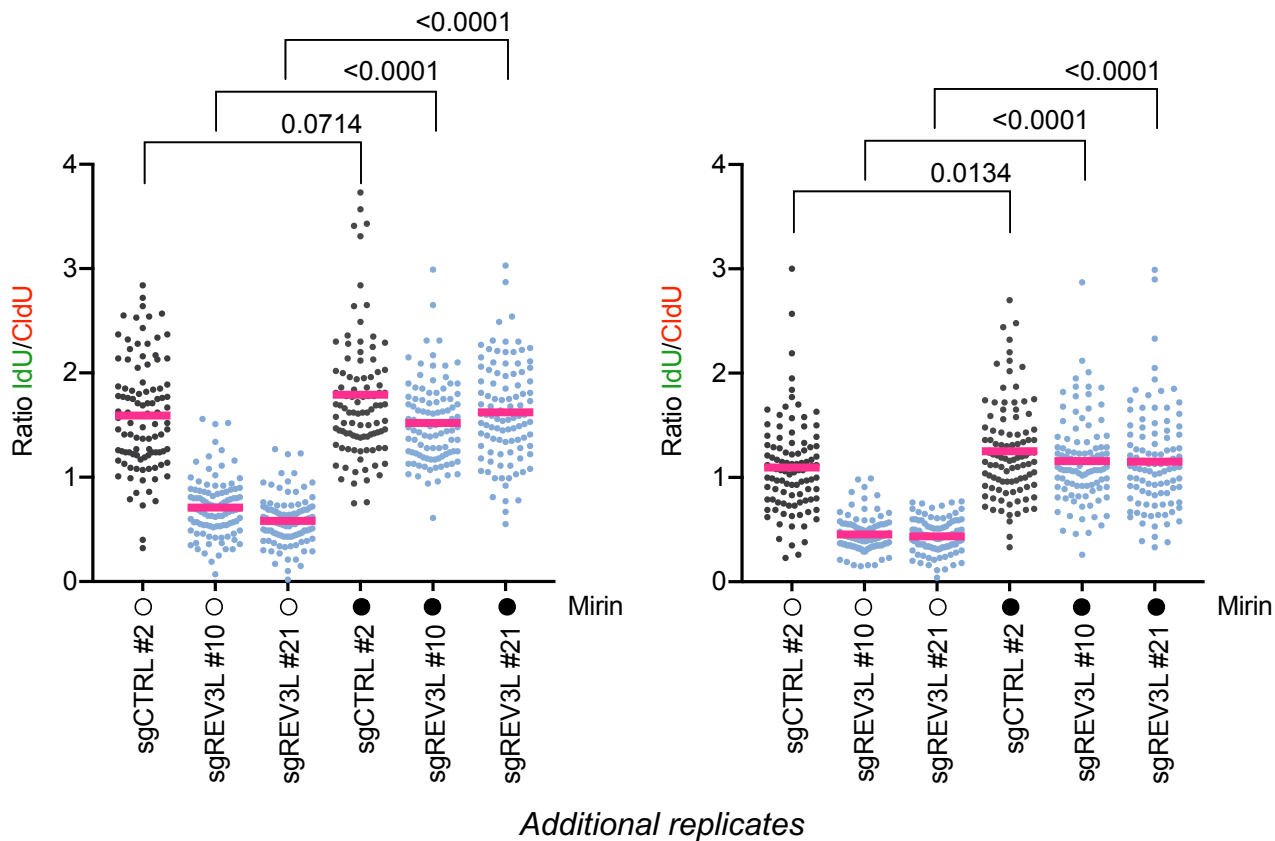 <0.0001
<0.0001
0.0714
4
3
2
1
0
Ratio IdU/CldU
Mirin
sgCTRL #2
sgREV3L #10
sgREV3L #21
sgCTRL #2
sgREV3L #10
sgREV3L #21
<0.0001
<0.0001
0.0134
4
3
2
1
0
Ratio IdU/CldU
Mirin
sgCTRL #2
sgREV3L #10
sgREV3L #21
sgCTRL #2
sgREV3L #10
sgREV3L #21
Additional replicates